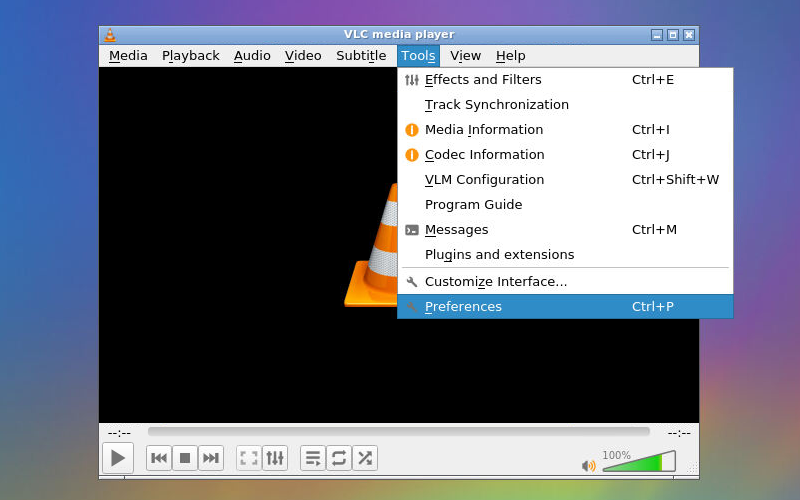 VLC media player
Media Playback Audio Video Subtitle Tools View Help
Effects and Filters Ctrl+E
Track Synchronization
Media Information Ctrl+I
Codec Information Ctrl+J
VLM Configuration Ctrl+Shift+W
Program Guide
Messages Ctrl+M
Plugins and extensions
Customize Interface...
Preferences Ctrl+P
--:-- --:--
100%